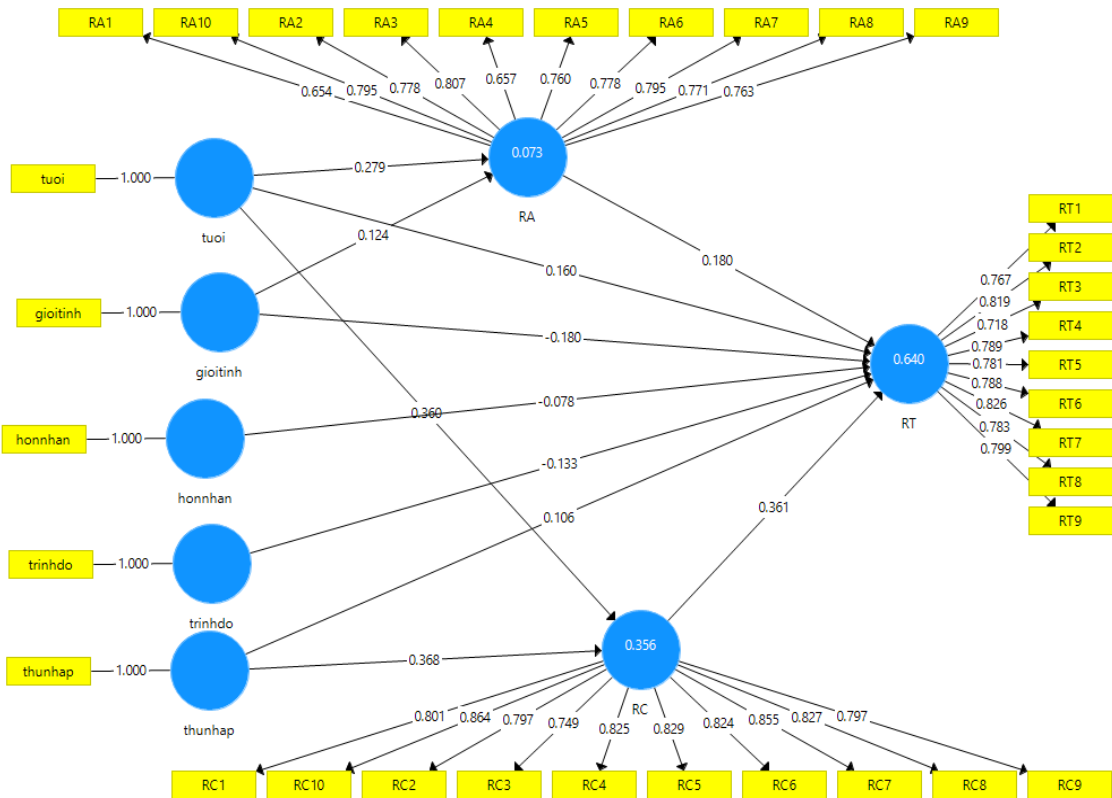 RA1 RA10 RA2 RA3 RA4 RA5 RA6 RA7 RA8 RA9
0.654 0.795 0.778 0.807 0.657 0.760 0.778 0.795 0.771 0.763
0.073
RA
tuoi 1.000
tuoi
0.279
0.124
0.160
0.180
gioitinh 1.000
gioitinh
-0.180
0.360
honnhan 1.000
honnhan
-0.078
trinhdo 1.000
trinhdo
-0.133
thunhap 1.000
thunhap
0.106
0.368
0.361
0.640
RT
0.767
0.819
0.718
0.789
0.781
0.788
0.826
0.783
0.799
RT1
RT2
RT3
RT4
RT5
RT6
RT7
RT8
RT9
0.356
RC
0.801 0.864 0.797 0.749 0.825 0.829 0.824 0.855 0.827 0.797
RC1 RC10 RC2 RC3 RC4 RC5 RC6 RC7 RC8 RC9